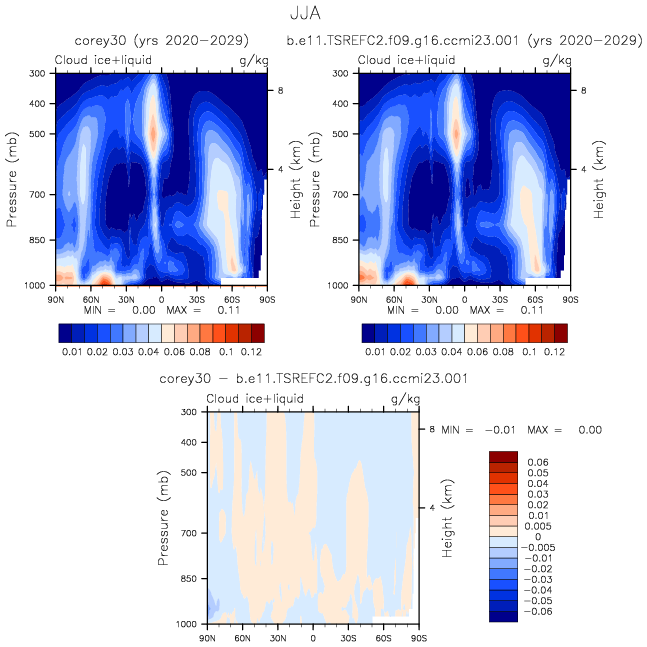 JJA
corey30 (yrs 2020-2029)
b.e11.TSREFC2.f09.g16.ccmi23.001 (yrs 2020-2029)
Cloud ice+liquid g/kg
Cloud ice+liquid g/kg
300
400
500
700
850
1000
Pressure (mb)
8
4
Height (km)
90N 60N 30N 0 30S 60S 90S
MIN = 0.00 MAX = 0.11
0.01 0.02 0.03 0.04 0.06 0.08 0.1 0.12
300
400
500
700
850
1000
Pressure (mb)
8
4
Height (km)
90N 60N 30N 0 30S 60S 90S
MIN = 0.00 MAX = 0.11
0.01 0.02 0.03 0.04 0.06 0.08 0.1 0.12
corey30 - b.e11.TSREFC2.f09.g16.ccmi23.001
Cloud ice+liquid g/kg
300
400
500
700
850
1000
Pressure (mb)
8
4
Height (km)
90N 60N 30N 0 30S 60S 90S
MIN = -0.01 MAX = 0.00
0.06
0.05
0.04
0.03
0.02
0.01
0.005
0
-0.005
-0.01
-0.02
-0.03
-0.04
-0.05
-0.06